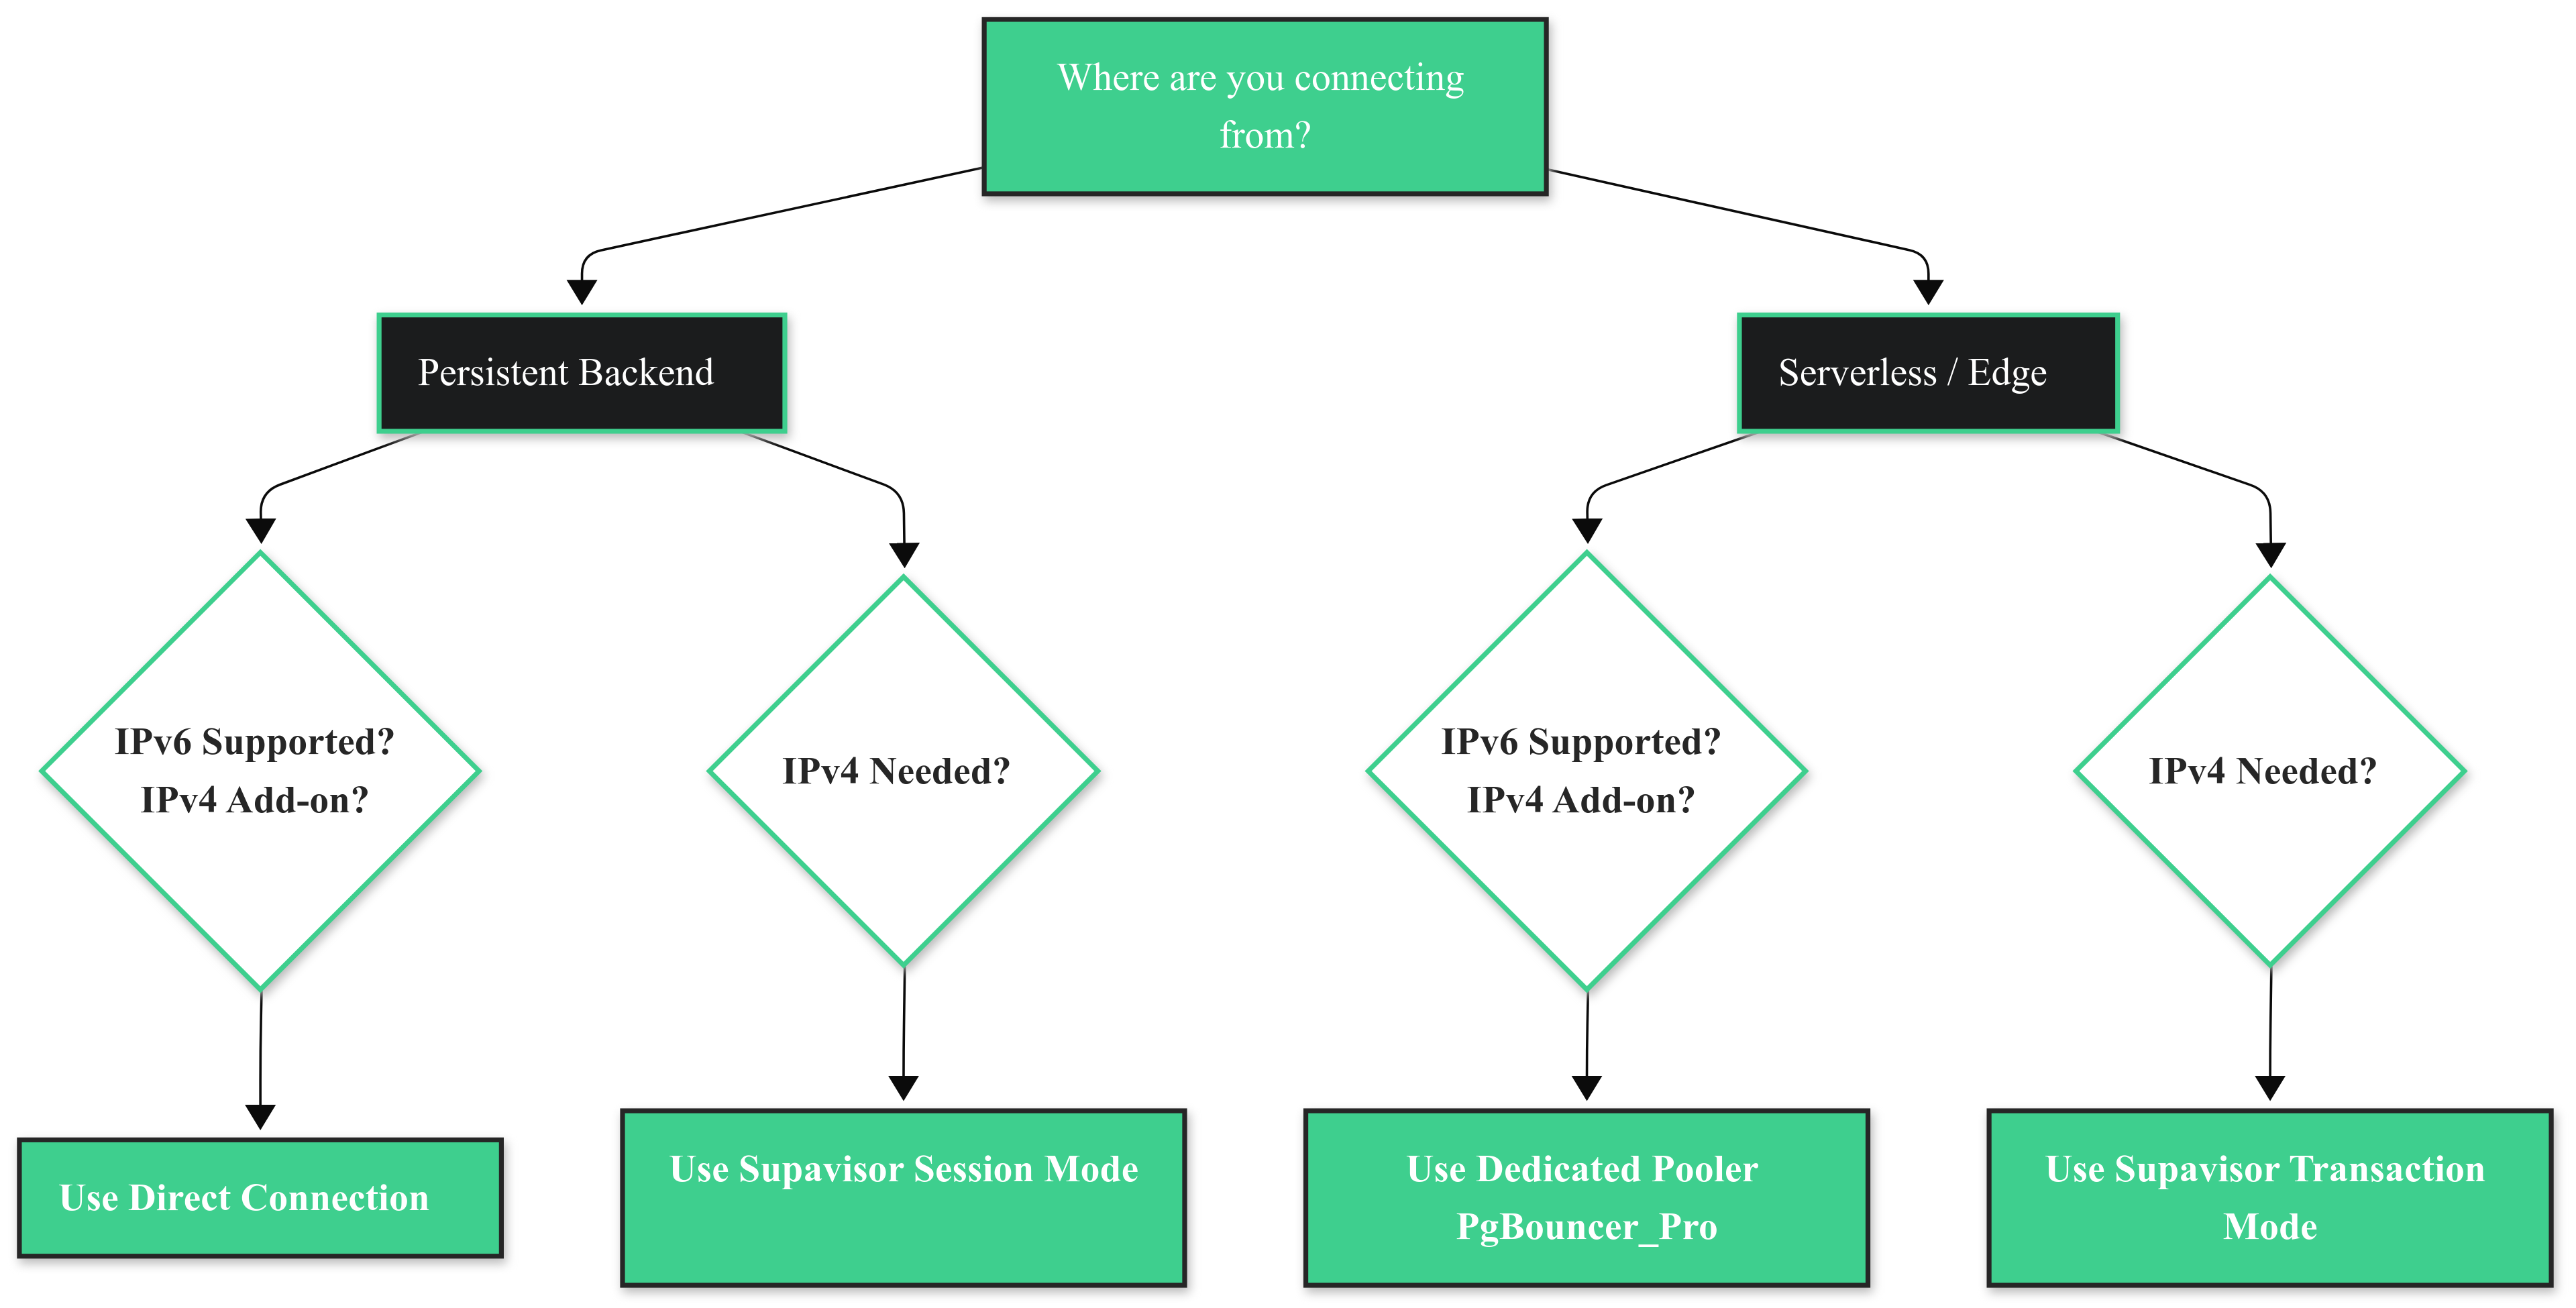 Where are you connecting
from?
Persistent Backend
Serverless / Edge
IPv6 Supported?
IPv4 Add-on?
IPv4 Needed?
IPv6 Supported?
IPv4 Add-on?
IPv4 Needed?
Use Direct Connection
Use Supavisor Session Mode
Use Dedicated Pooler
PgBouncer_Pro
Use Supavisor Transaction
Mode